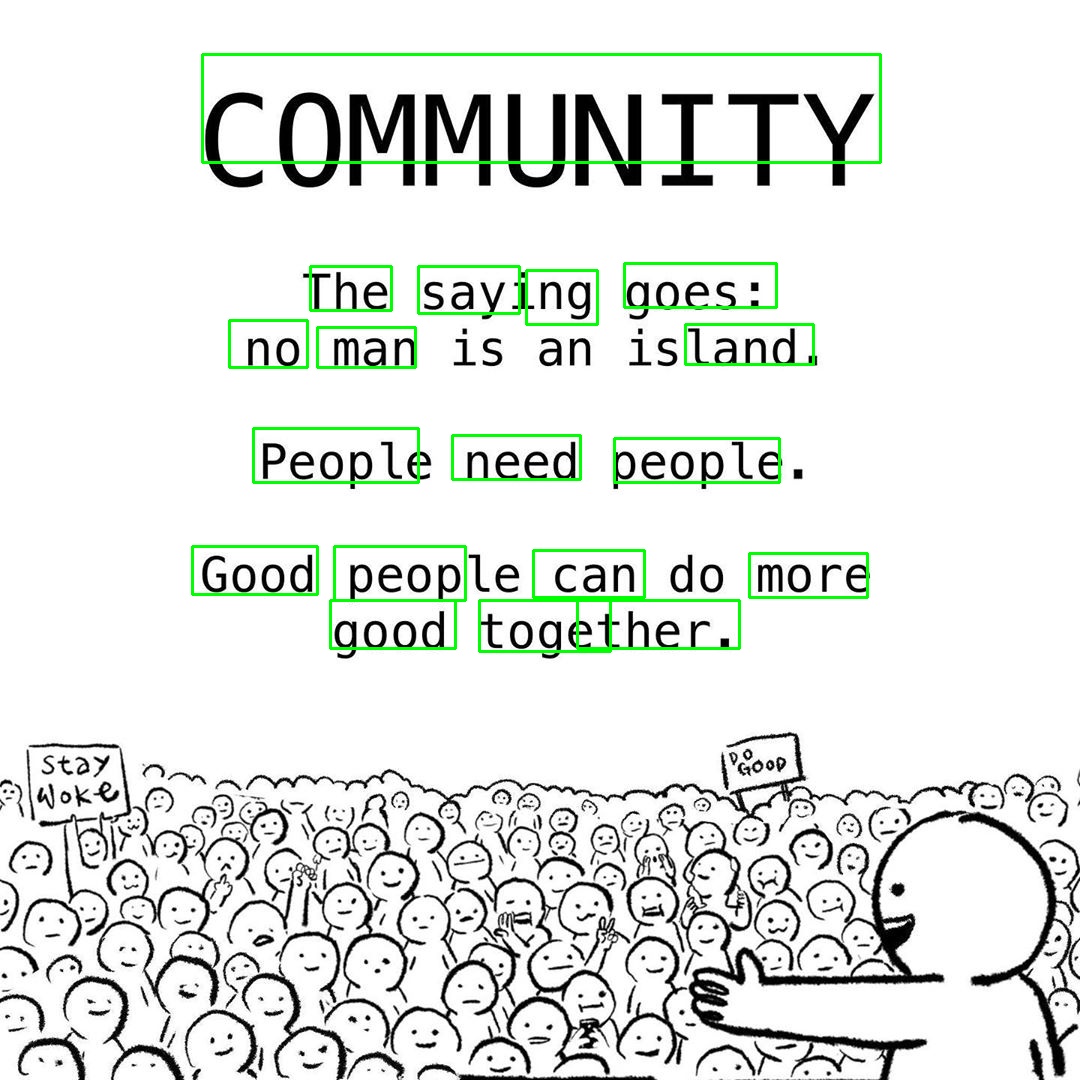 COMMUNITY
The saying goes:
no man is an island.
People need people.
Good people can do more
good together.
Stay
Woke
DO
GOOD